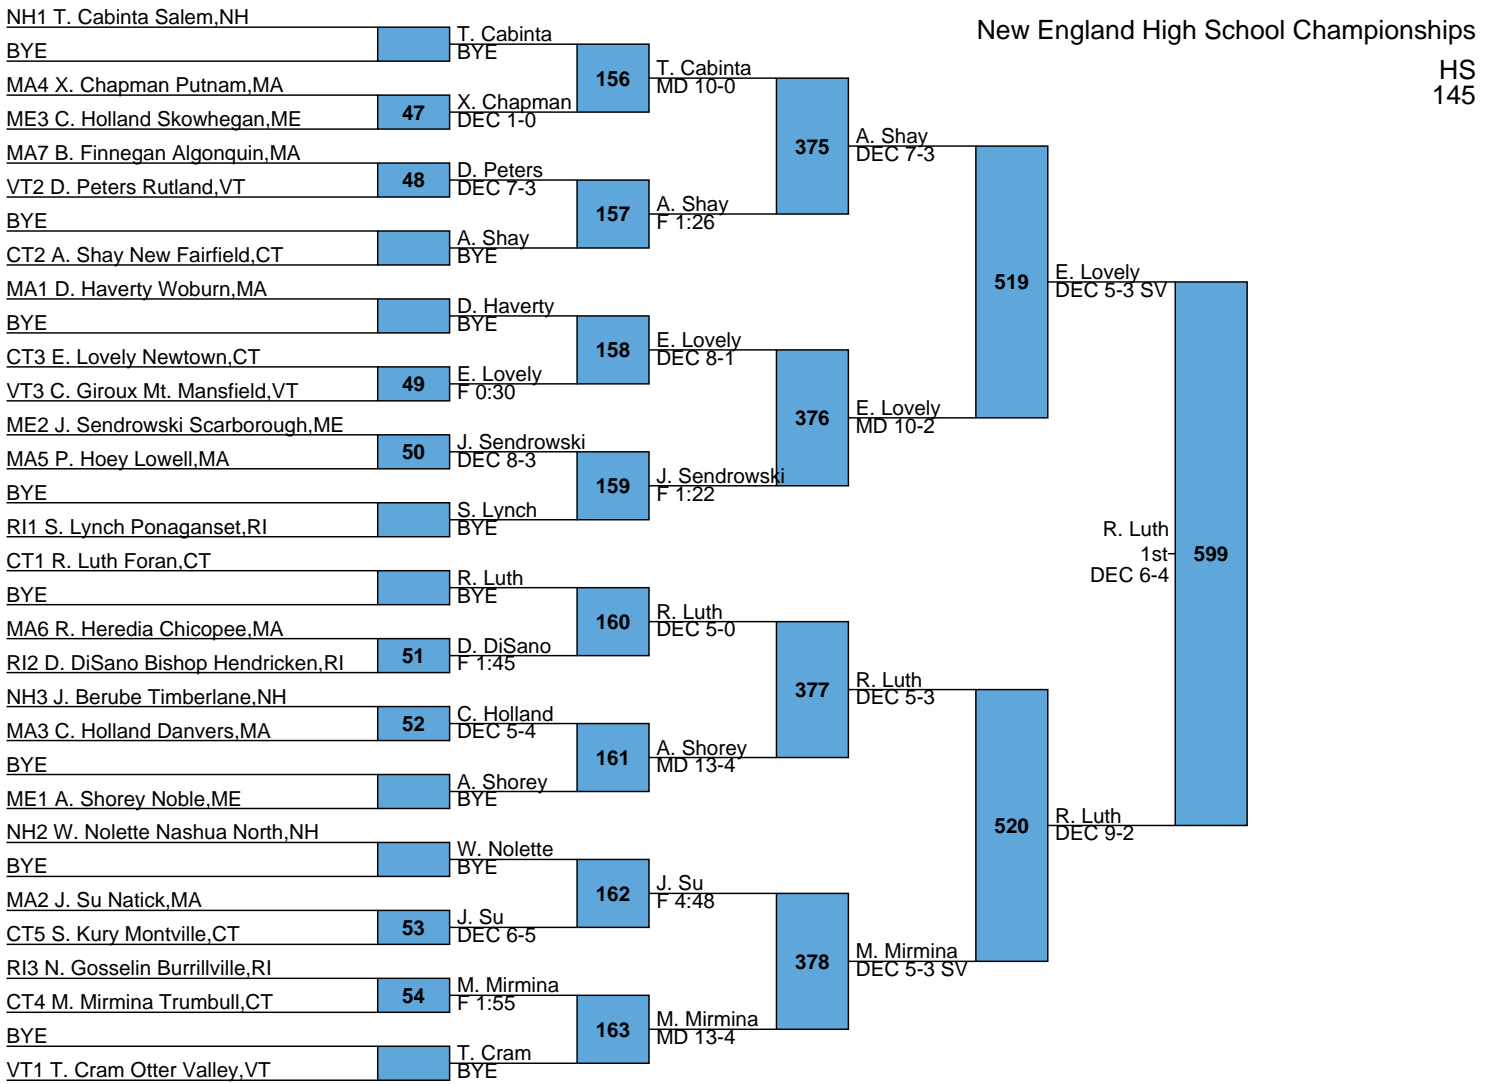 New England High School Championships
HS
145
NH1 T. Cabinta Salem,NH
BYE
MA4 X. Chapman Putnam,MA
ME3 C. Holland Skowhegan,ME
MA7 B. Finnegan Algonquin,MA
VT2 D. Peters Rutland,VT
BYE
CT2 A. Shay New Fairfield,CT
MA1 D. Haverty Woburn,MA
BYE
CT3 E. Lovely Newtown,CT
VT3 C. Giroux Mt. Mansfield,VT
ME2 J. Sendrowski Scarborough,ME
MA5 P. Hoey Lowell,MA
BYE
RI1 S. Lynch Ponaganset,RI
CT1 R. Luth Foran,CT
BYE
MA6 R. Heredia Chicopee,MA
RI2 D. DiSano Bishop Hendricken,RI
NH3 J. Berube Timberlane,NH
MA3 C. Holland Danvers,MA
BYE
ME1 A. Shorey Noble,ME
NH2 W. Nolette Nashua North,NH
BYE
MA2 J. Su Natick,MA
CT5 S. Kury Montville,CT
RI3 N. Gosselin Burrillville,RI
CT4 M. Mirmina Trumbull,CT
BYE
VT1 T. Cram Otter Valley,VT
47
48
49
50
51
52
53
54
T. Cabinta
BYE
X. Chapman
DEC 1-0
D. Peters
DEC 7-3
A. Shay
BYE
D. Haverty
BYE
E. Lovely
F 0:30
J. Sendrowski
DEC 8-3
S. Lynch
BYE
R. Luth
BYE
D. DiSano
F 1:45
C. Holland
DEC 5-4
A. Shorey
BYE
W. Nolette
BYE
J. Su
DEC 6-5
M. Mirmina
F 1:55
T. Cram
BYE
156
157
158
159
160
161
162
163
T. Cabinta
MD 10-0
A. Shay
F 1:26
E. Lovely
DEC 8-1
J. Sendrowski
F 1:22
R. Luth
DEC 5-0
A. Shorey
MD 13-4
J. Su
F 4:48
M. Mirmina
MD 13-4
375
376
377
378
A. Shay
DEC 7-3
E. Lovely
MD 10-2
R. Luth
DEC 5-3
M. Mirmina
DEC 5-3 SV
519
520
E. Lovely
DEC 5-3 SV
R. Luth
DEC 9-2
R. Luth
1st
DEC 6-4
599